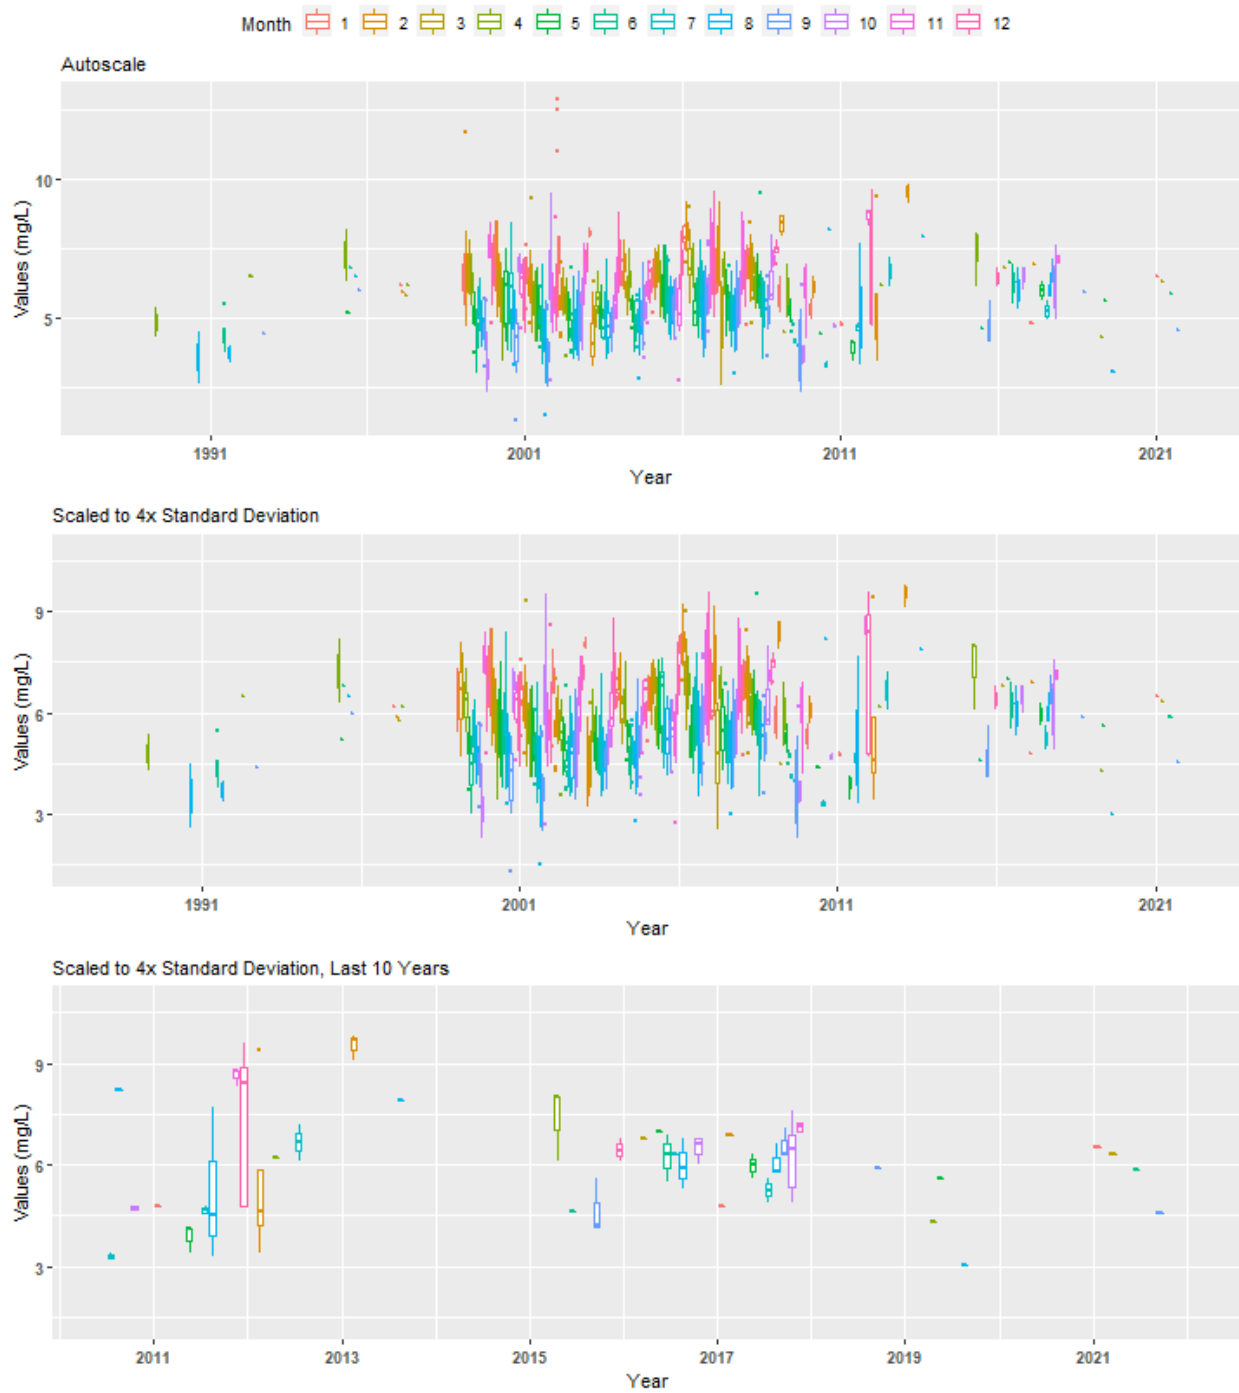 Month 1 2 3 4 5 6 7 8 9 10 11 12
Autoscale
10
5
Values (mg/L)
1991 2001 2011 2021
Year
Scaled to 4x Standard Deviation
9
6
3
Values (mg/L)
1991 2001 2011 2021
Year
Scaled to 4x Standard Deviation, Last 10 Years
9
6
3
Values (mg/L)
2011 2013 2015 2017 2019 2021
Year